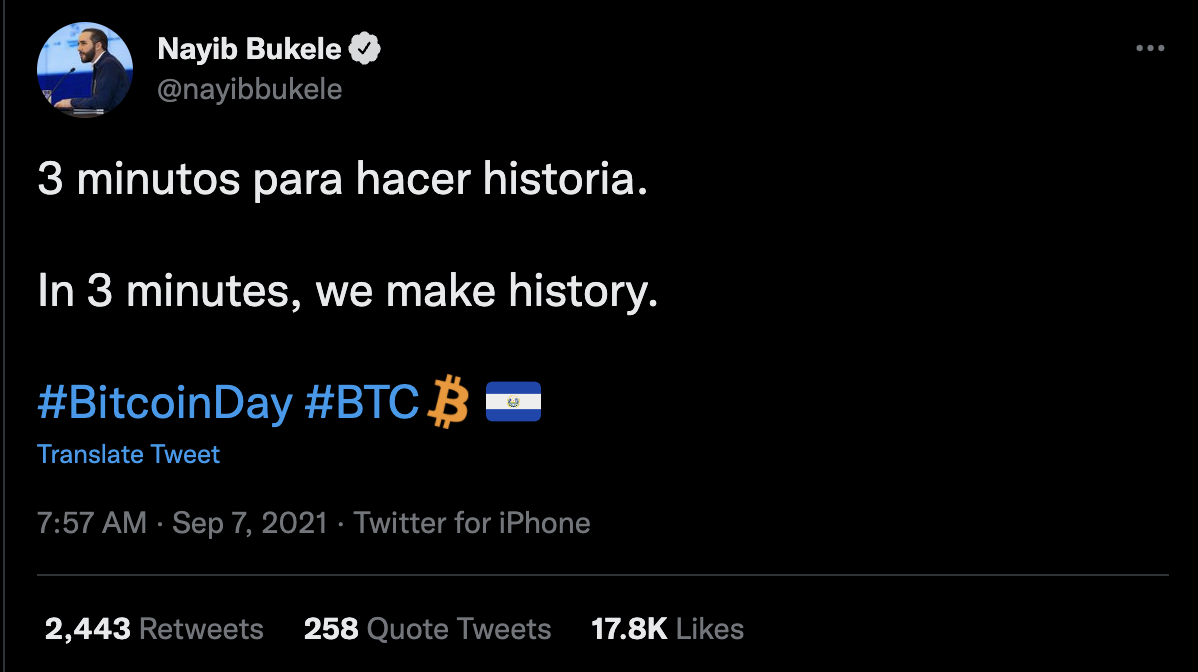 Nayib Bukele
@nayibbukele
3 minutos para hacer historia.
In 3 minutes, we make history.
#BitcoinDay #BTC
Translate Tweet
7:57 AM · Sep 7, 2021 · Twitter for iPhone
2,443 Retweets 258 Quote Tweets 17.8K Likes